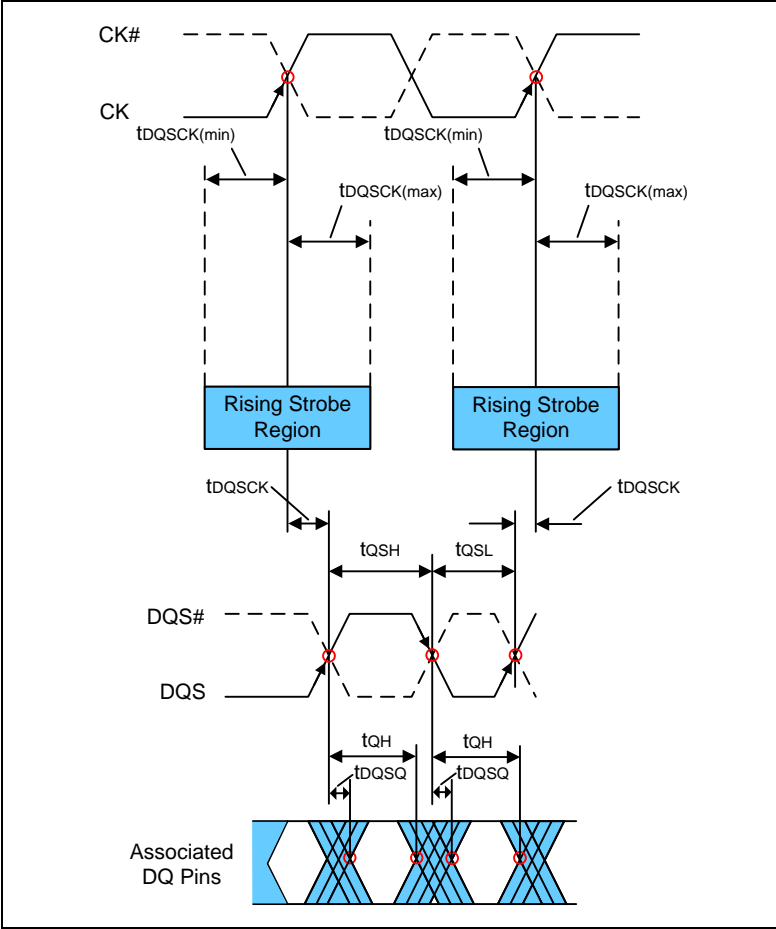 CK#
CK
tDQSCK(min)
tDQSCK(min)
tDQSCK(max)
tDQSCK(max)
Rising Strobe
Region
Rising Strobe
Region
tDQSCK
tDQSCK
tQSH
tQSL
DQS#
DQS
tQH
tQH
tDQSQ
tDQSQ
Associated
DQ Pins